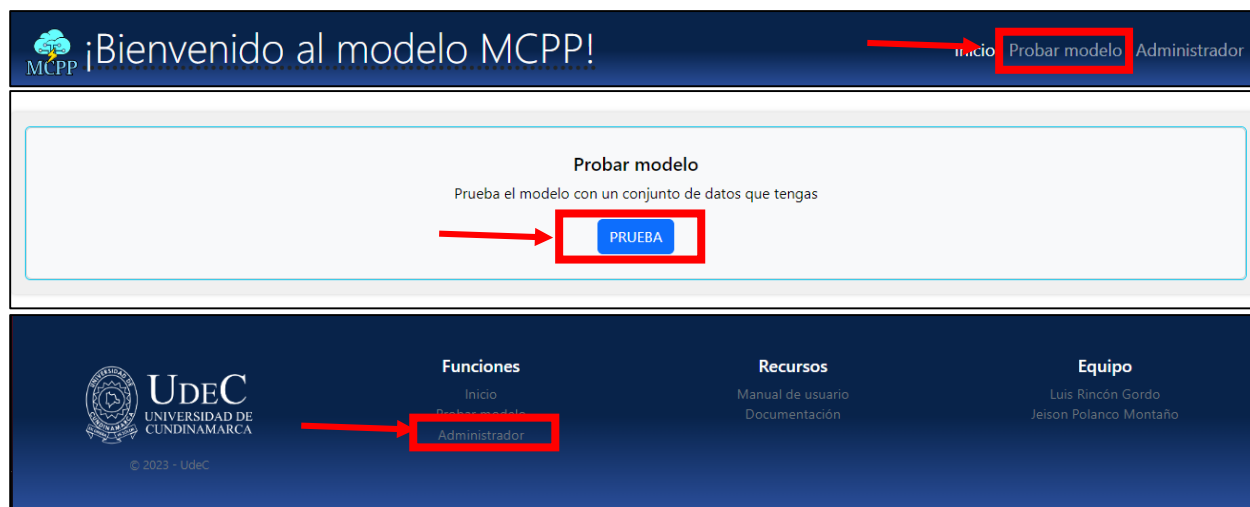 MCPP ¡Bienvenido al modelo MCPP! Inicio Probar modelo Administrador
Probar modelo
Prueba el modelo con un conjunto de datos que tengas
PRUEBA
UDEC
UNIVERSIDAD DE
CUNDINAMARCA
© 2023 - UdeC
Funciones
Inicio
Probar modelo
Administrador
Recursos
Manual de usuario
Documentación
Equipo
Luis Rincón Gordo
Jeison Polanco Montaño